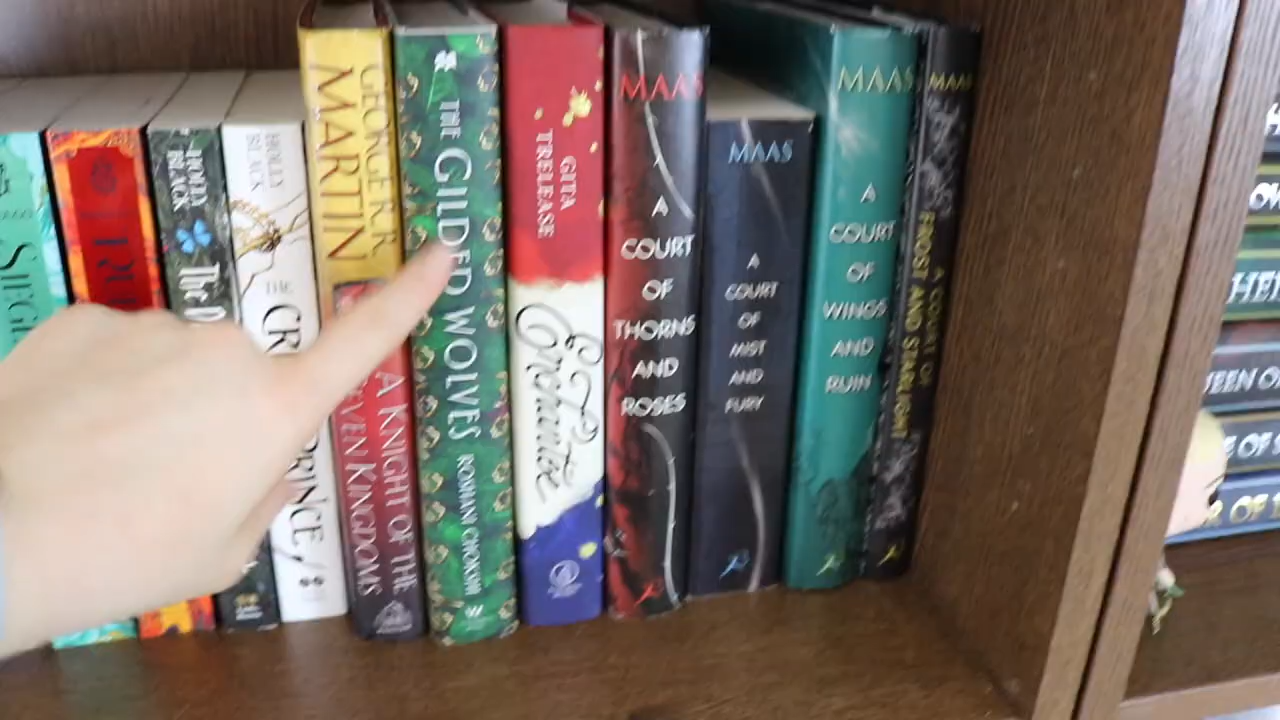 SIEGE
HOLLY
BLACK
HOLLY
BLACK
THE
GEORGE R.R.
MARTIN
A KNIGHT OF THE
SEVEN KINGDOMS
THE GILDED WOLVES
ROSHANI CHOKSHI
GITA
TRELEASE
Enchantée
MAAS
A
COURT
OF
THORNS
AND
ROSES
MAAS
A
COURT
OF
MIST
AND
FURY
MAAS
A
COURT
OF
WINGS
AND
RUIN
MAAS
A COURT OF
FROST AND STARLIGHT